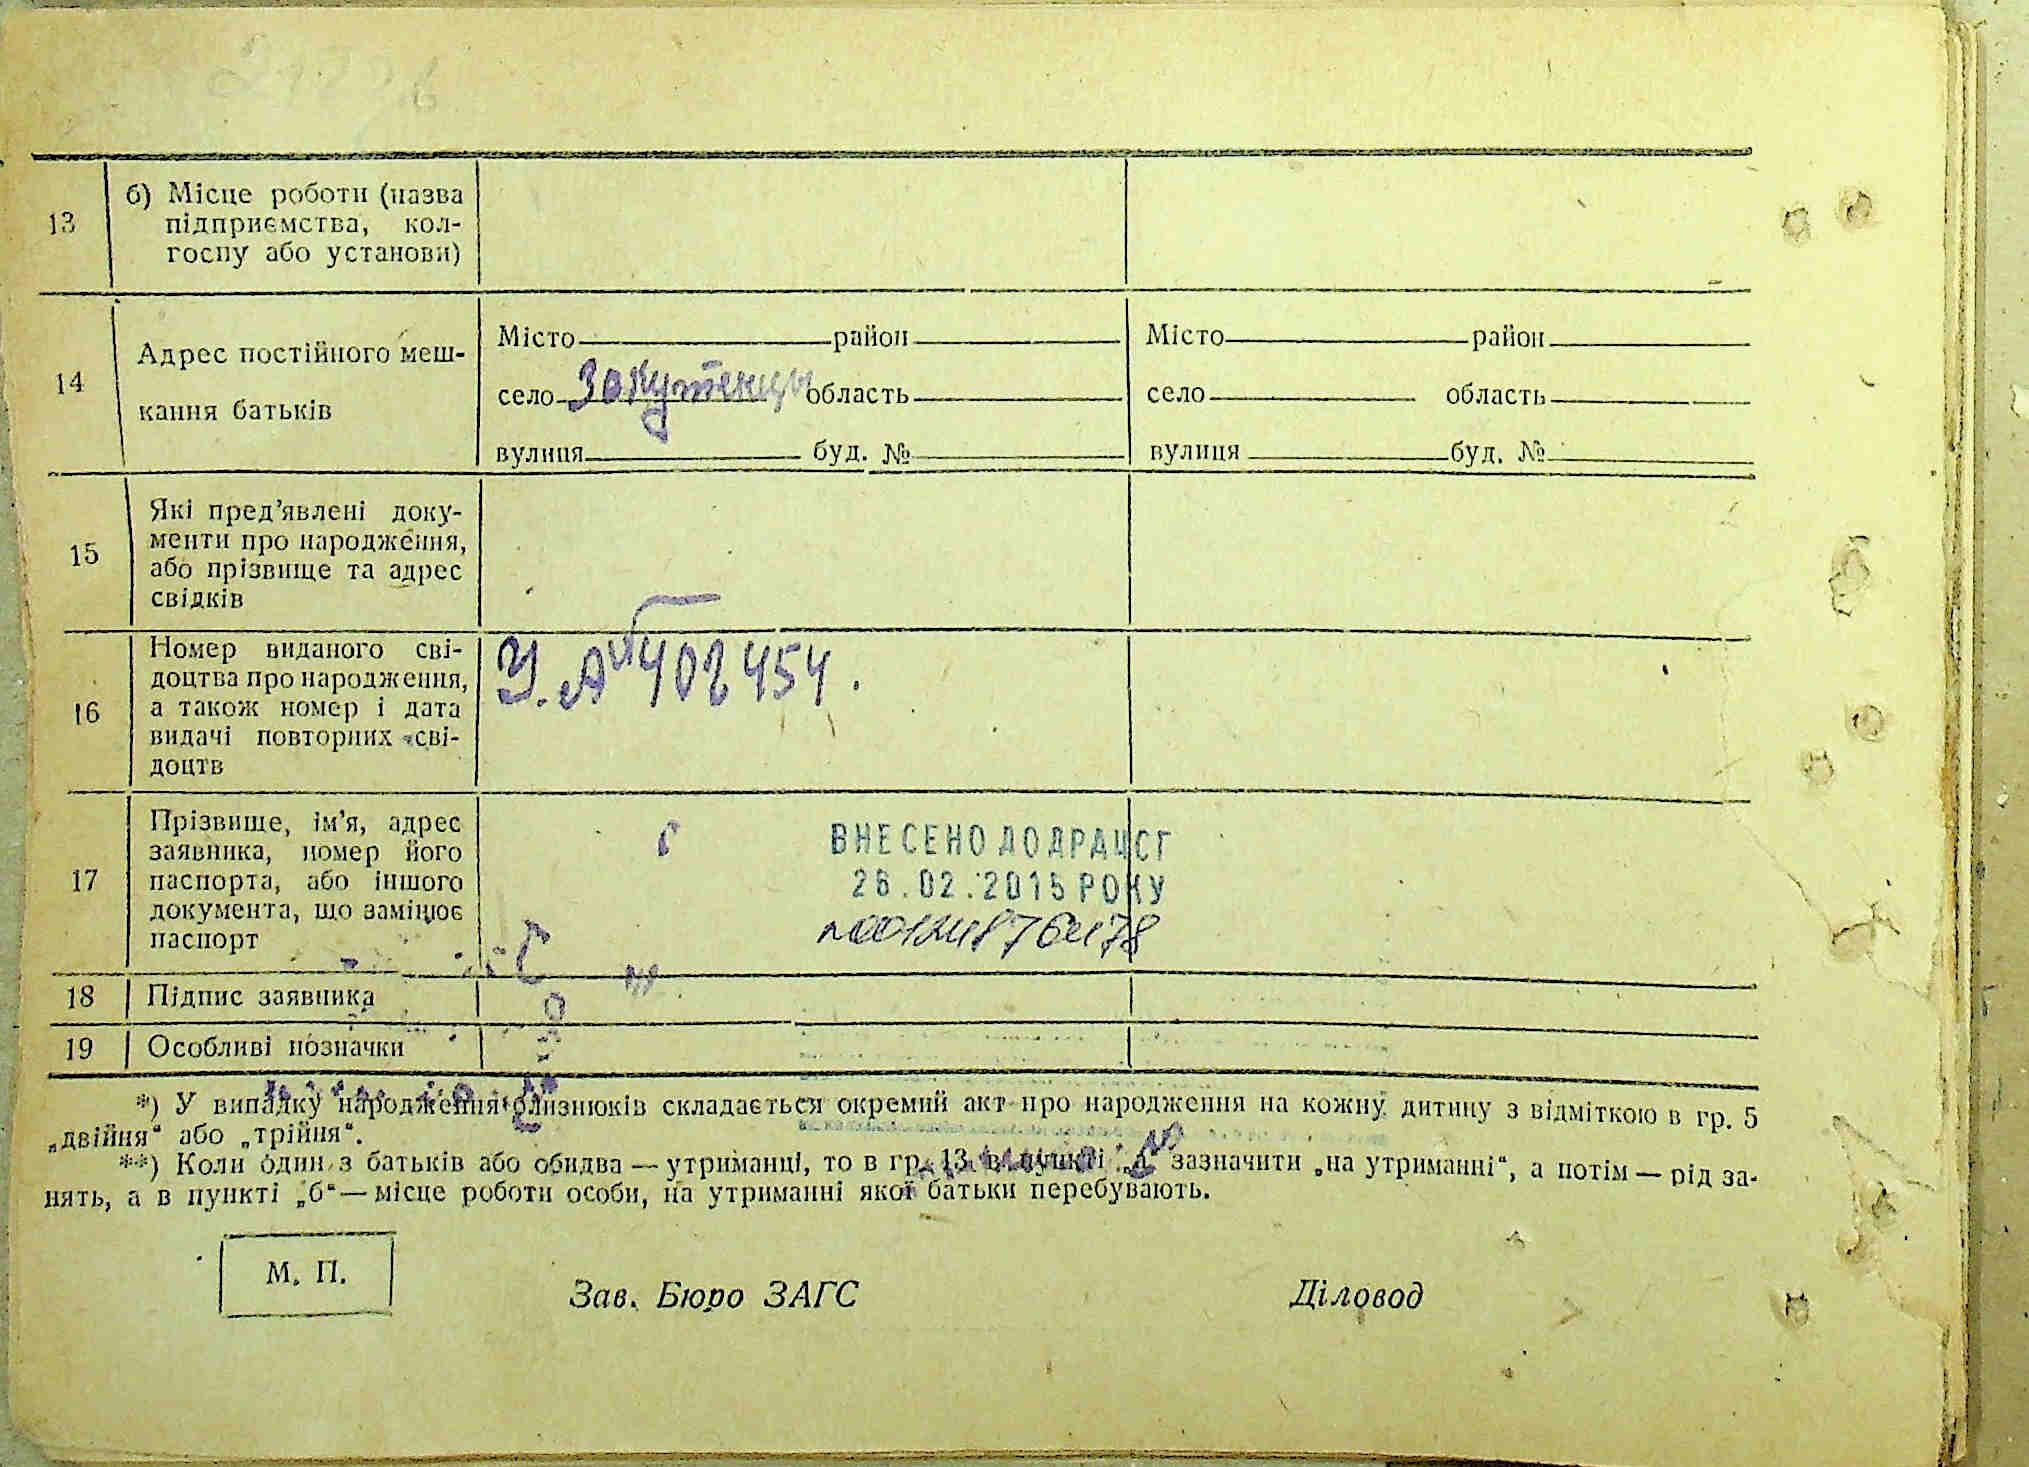 13
б) Місце роботи (назва
підприємства, кол-
госпу або установи)
14
Адрес постійного меш-
кання батьків
Місто район
село Закутенцы область
вулиця буд. №
Місто район
село область
вулиця буд. №
15
Які пред’явлені доку-
менти про народження,
або прізвище та адрес
свідків
16
Номер виданого сві-
доцтва про народження,
а також номер і дата
видачі повторних сві-
доцтв
402454.
17
Прізвище, ім’я, адрес
заявника, номер його
паспорта, або іншого
документа, що заміцює
паспорт
ВНЕСЕНО ДО ДРАЦСГ
26.02.2015 РОКУ
18
Підпис заявника
19
Особливі позначки
*) У випадку народження близнюків складається окремий акт про народження на кожну дитину з відміткою в гр. 5
„двійня“ або „трійня“.
**) Коли один з батьків або обидва — утриманці, то в гр. 13 в пункті „а“ зазначити „на утриманні“, а потім — рід за-
нять, а в пункті „б“ — місце роботи особи, на утриманні якої батьки перебувають.
М. П.
Зав. Бюро ЗАГС
Діловод